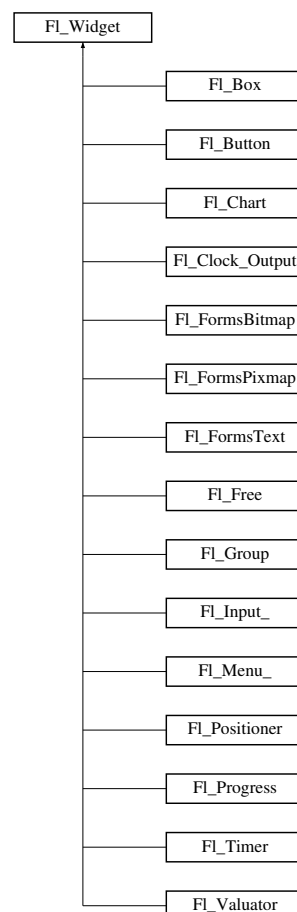 Fl_Widget
Fl_Box
Fl_Button
Fl_Chart
Fl_Clock_Output
Fl_FormsBitmap
Fl_FormsPixmap
Fl_FormsText
Fl_Free
Fl_Group
Fl_Input_
Fl_Menu_
Fl_Positioner
Fl_Progress
Fl_Timer
Fl_Valuator